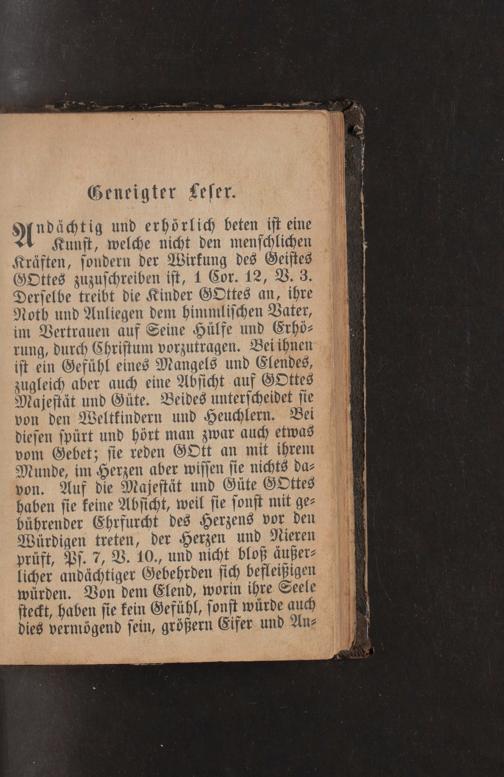 Geneigter Leser.
Andächtig und erhörlich beten ist eine
Kunst, welche nicht den menschlichen
Kräften, sondern der Wirkung des Geistes
GOttes zuzuschreiben ist, 1 Cor. 12, V. 3.
Derselbe treibt die Kinder GOttes an, ihre
Noth und Anliegen dem himmlischen Vater,
im Vertrauen auf Seine Hülfe und Erhö-
rung, durch Christum vorzutragen. Bei ihnen
ist ein Gefühl eines Mangels und Elendes,
zugleich aber auch eine Absicht auf GOttes
Majestät und Güte. Beides unterscheidet sie
von den Weltkindern und Heuchlern. Bei
diesen spürt und hört man zwar auch etwas
vom Gebet; sie reden GOtt an mit ihrem
Munde, im Herzen aber wissen sie nichts da-
von. Auf die Majestät und Güte GOttes
haben sie keine Absicht, weil sie sonst mit ge-
bührender Ehrfurcht des Herzens vor den
Würdigen treten, der Herzen und Nieren
prüft, Ps. 7, V. 10., und nicht bloß äußer-
licher andächtiger Gebehrden sich befleißigen
würden. Von dem Elend, worin ihre Seele
steckt, haben sie kein Gefühl, sonst würde auch
dies vermögend sein, größern Eifer und An-